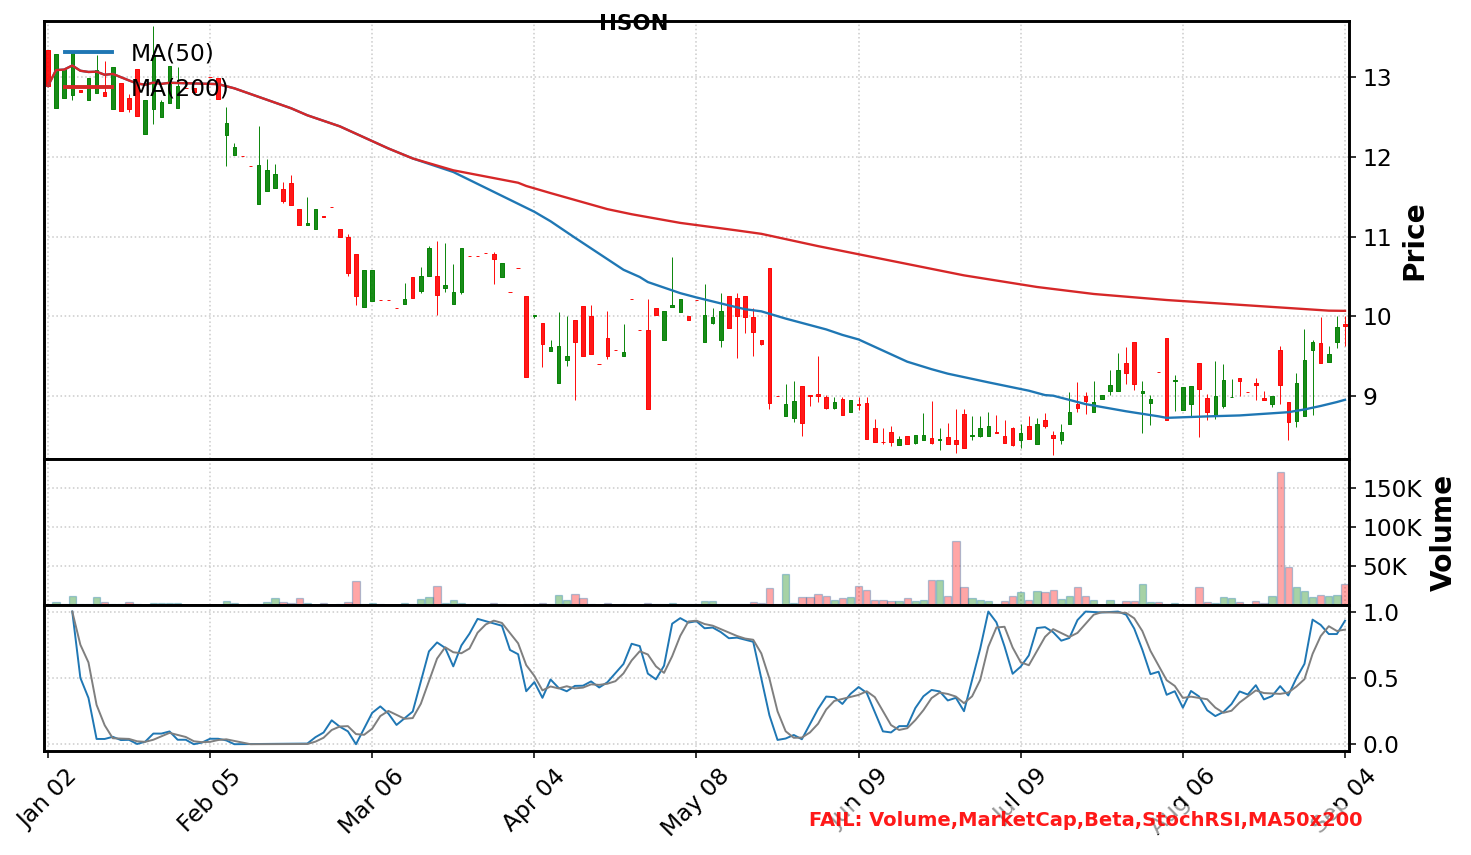 HSON
MA(50)
MA(200)
13
12
11
10
9
Price
150K
100K
50K
Volume
1.0
0.5
0.0
Jan 02
Feb 05
Mar 06
Apr 04
May 08
Jun 09
Jul 09
Aug 06
Sep 04
FAIL: Volume,MarketCap,Beta,StochRSI,MA50x200